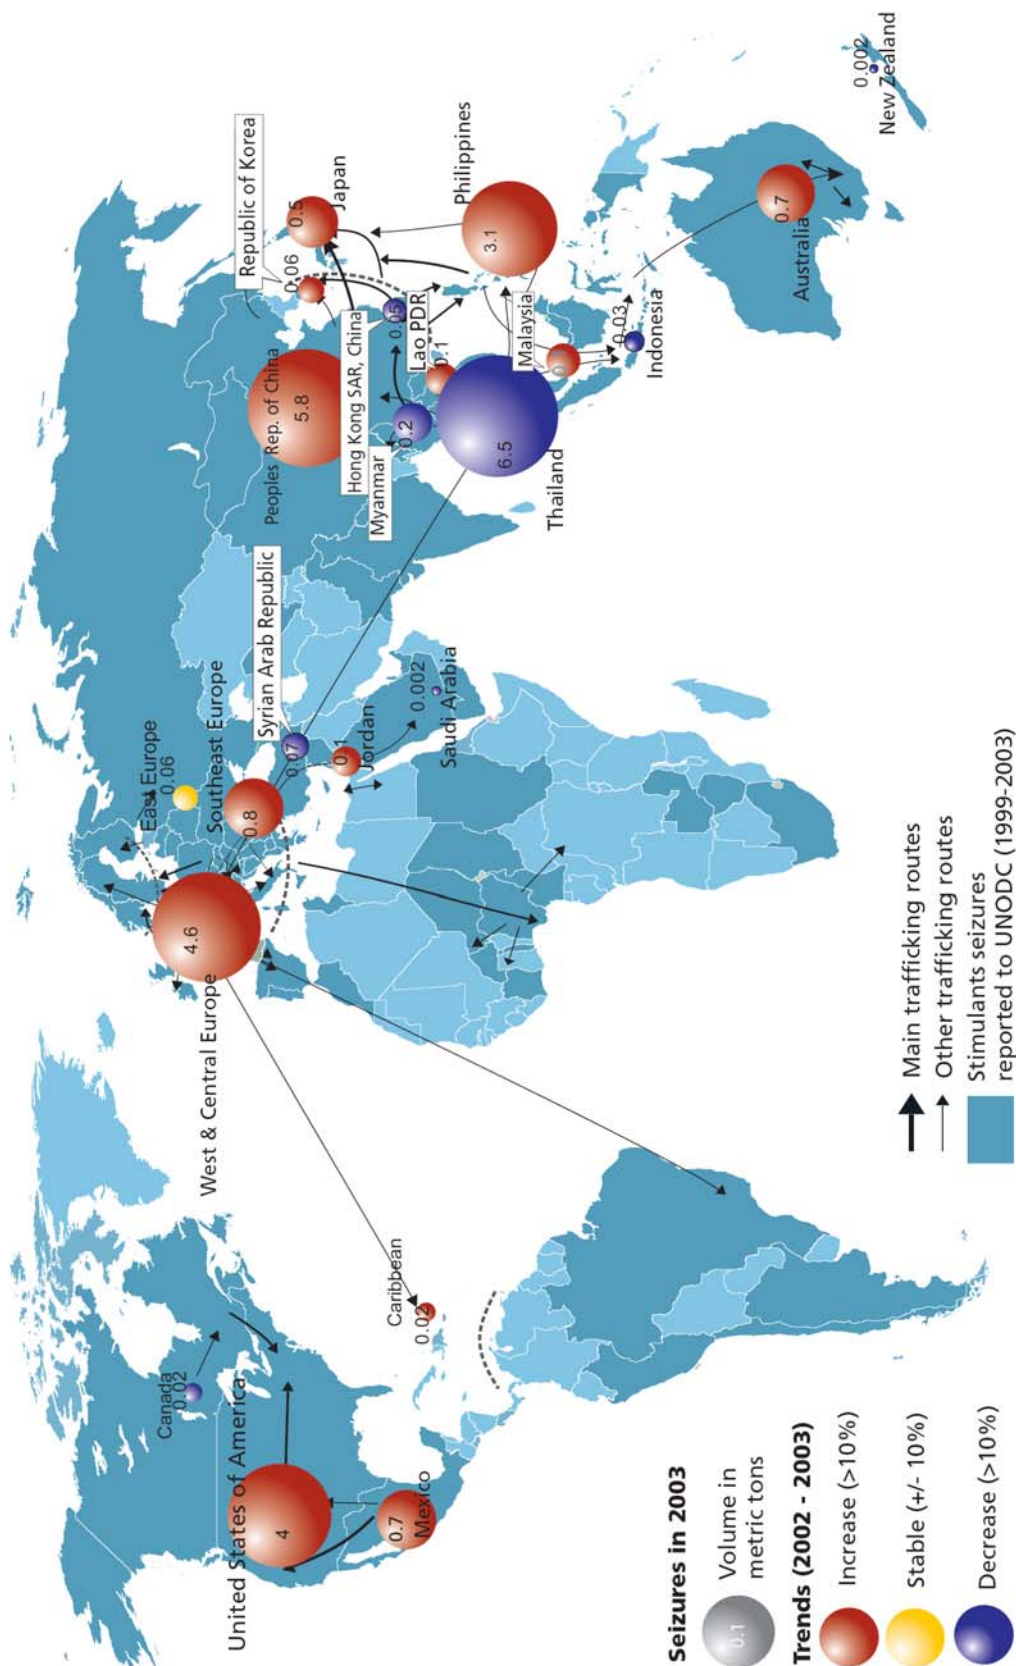 Canada
0.02
United States of America
4
0.7
Mexico
Caribbean
0.02
West & Central Europe
4.6
East Europe
0.06
Southeast Europe
0.8
Syrian Arab Republic
0.07
0.1
Jordan
0.002
Saudi Arabia
Peoples Rep. of China
5.8
Republic of Korea
0.06
0.5
Japan
Hong Kong SAR, China
0.05
Lao PDR
0.1
Myanmar
0.2
6.5
Thailand
Philippines
3.1
Malaysia
0.03
Indonesia
0.7
Australia
0.002
New Zealand
Seizures in 2003
0.1
Volume in
metric tons
Trends (2002 - 2003)
Increase (>10%)
Stable (+/- 10%)
Decrease (>10%)
Main trafficking routes
Other trafficking routes
Stimulants seizures
reported to UNODC (1999-2003)